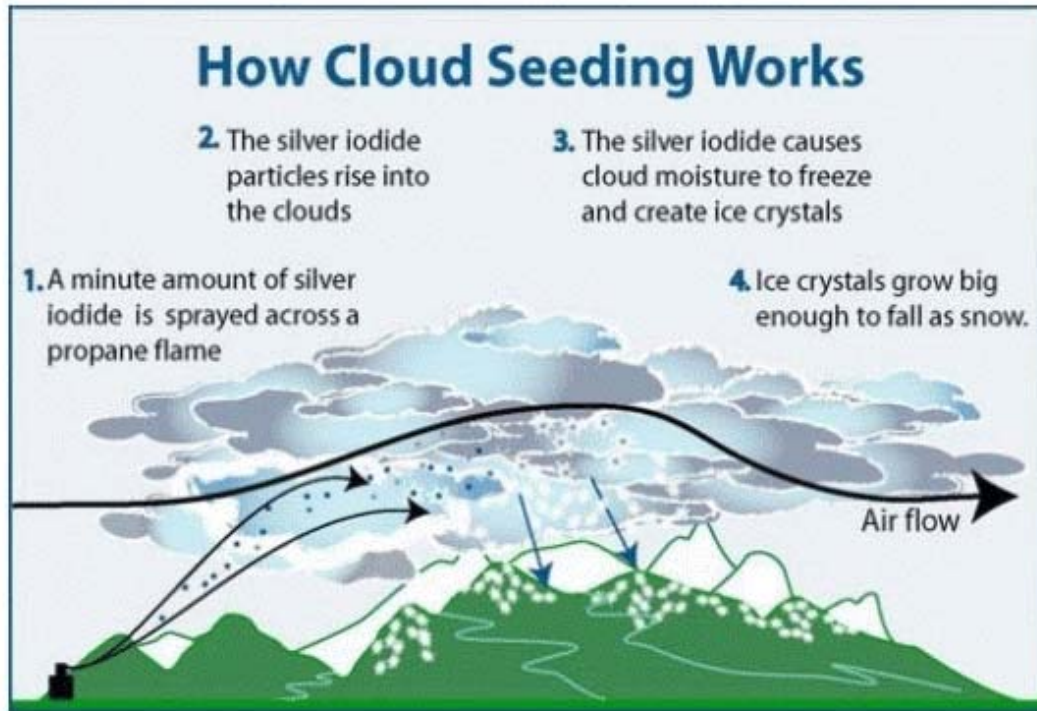 How Cloud Seeding Works
2. The silver iodide
particles rise into
the clouds
3. The silver iodide causes
cloud moisture to freeze
and create ice crystals
1. A minute amount of silver
iodide is sprayed across a
propane flame
4. Ice crystals grow big
enough to fall as snow.
Air flow